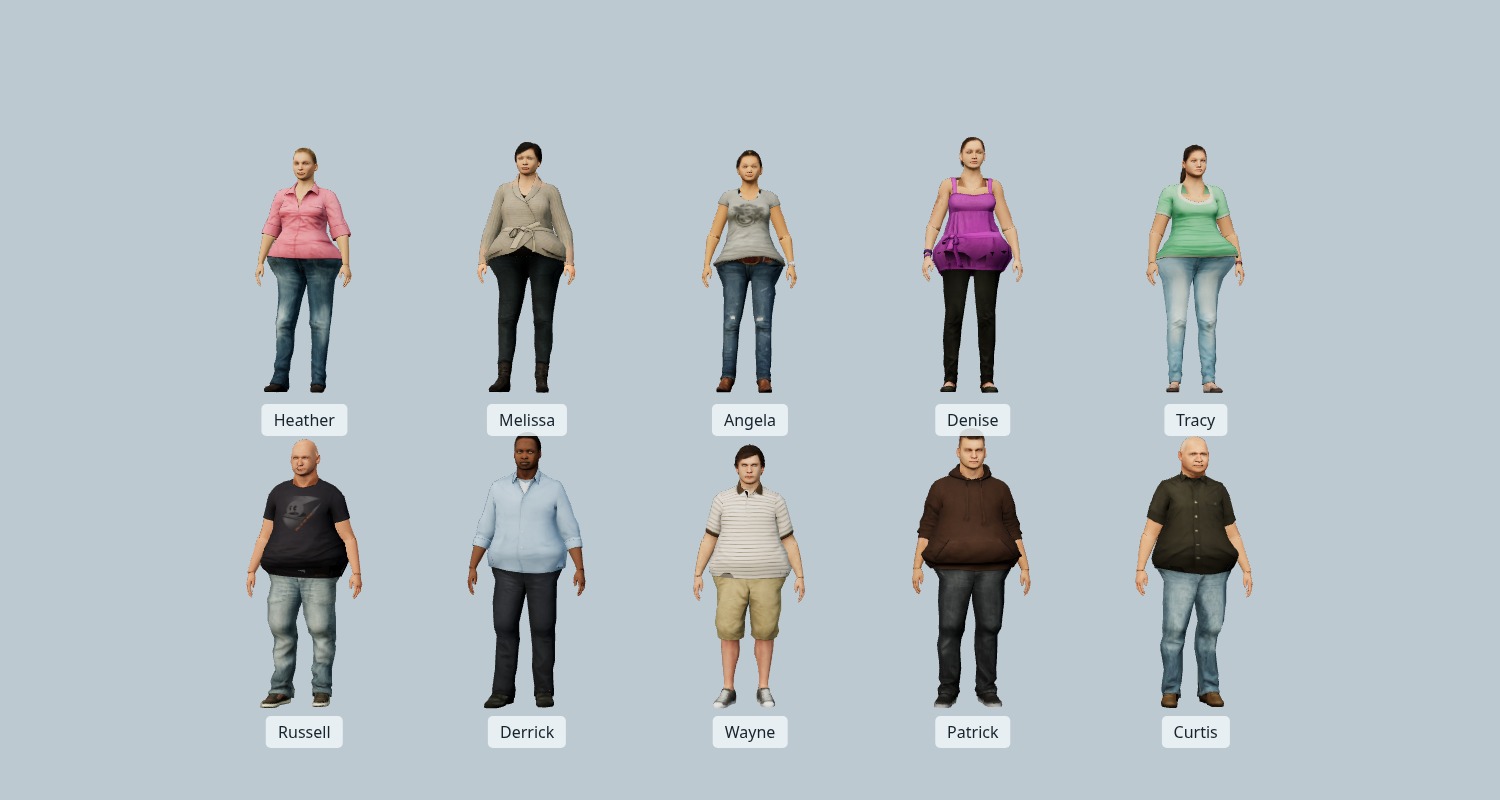 Heather
Melissa
Angela
Denise
Tracy
Russell
Derrick
Wayne
Patrick
Curtis